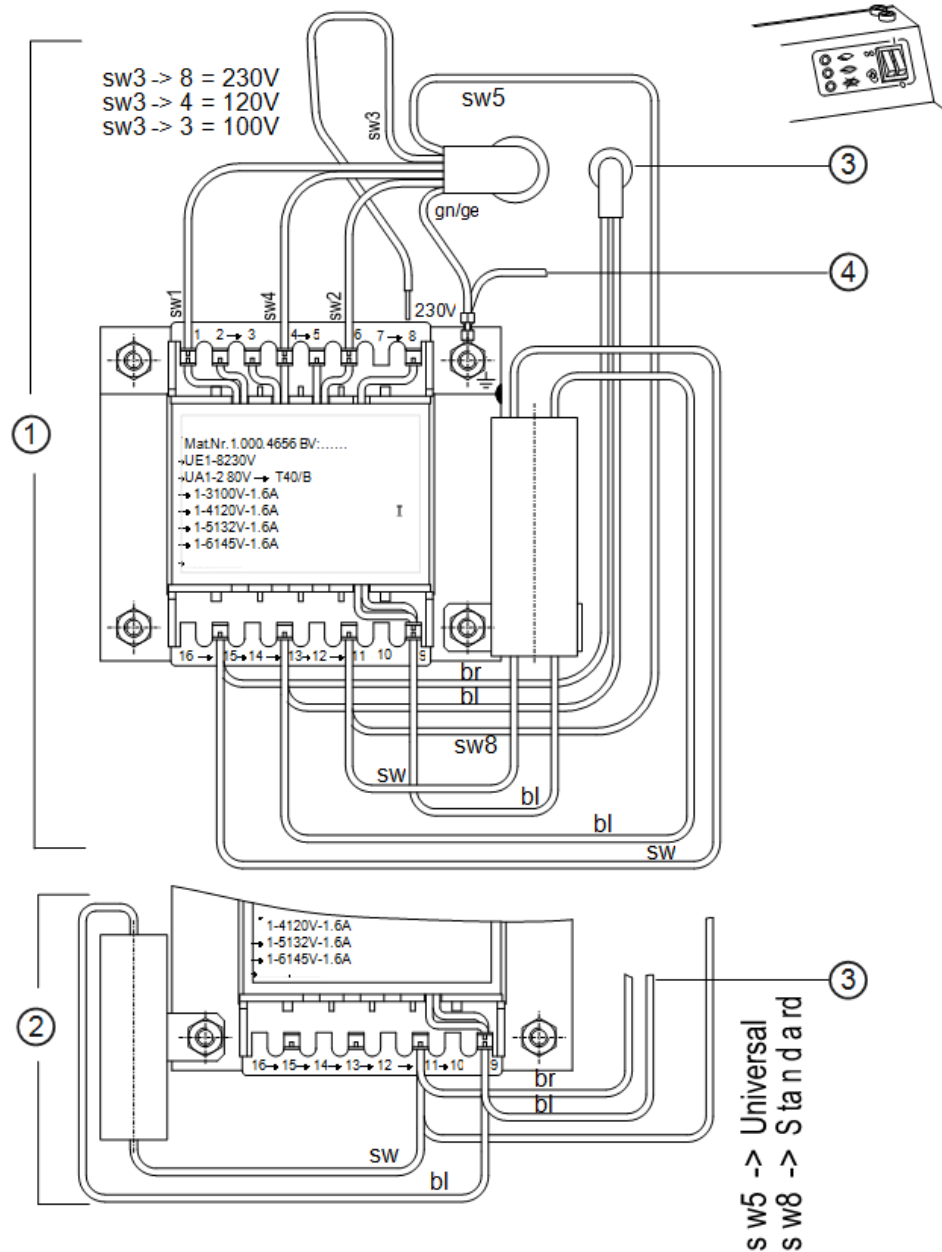 1
sw3 -> 8 = 230V
sw3 -> 4 = 120V
sw3 -> 3 = 100V
sw3
sw5
3
gn/ge
4
sw1
sw4
sw2
230V
1 2 → 3 4 → 5 6 7 → 8
Mat.Nr. 1.000.4656 BV:......
→UE1-8230V
→UA1-2 80V → T40/B
→ 1-3100V-1.6A
→ 1-4120V-1.6A
→ 1-5132V-1.6A
→ 1-6145V-1.6A
→
I
16 → 15 → 14 → 13 → 12 → 11 10 9
br
bl
sw8
sw
bl
bl
sw
2
1-4120V-1.6A
→ 1-5132V-1.6A
→ 1-6145V-1.6A
16 → 15 → 14 → 13 → 12 → 11 → 10 9
3
br
bl
sw
bl
sw5 -> Universal
sw8 -> Standard